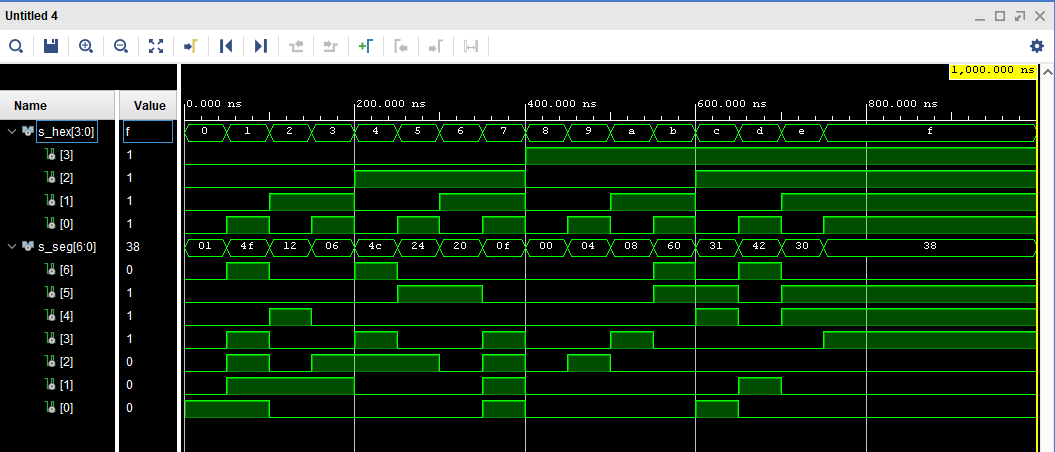 Untitled 4
1,000.000 ns
Name Value
0.000 ns 200.000 ns 400.000 ns 600.000 ns 800.000 ns
s_hex[3:0] f 0 1 2 3 4 5 6 7 8 9 a b c d e f
[3] 1
[2] 1
[1] 1
[0] 1
s_seg[6:0] 38 01 4f 12 06 4c 24 20 0f 00 04 08 60 31 42 30 38
[6] 0
[5] 1
[4] 1
[3] 1
[2] 0
[1] 0
[0] 0